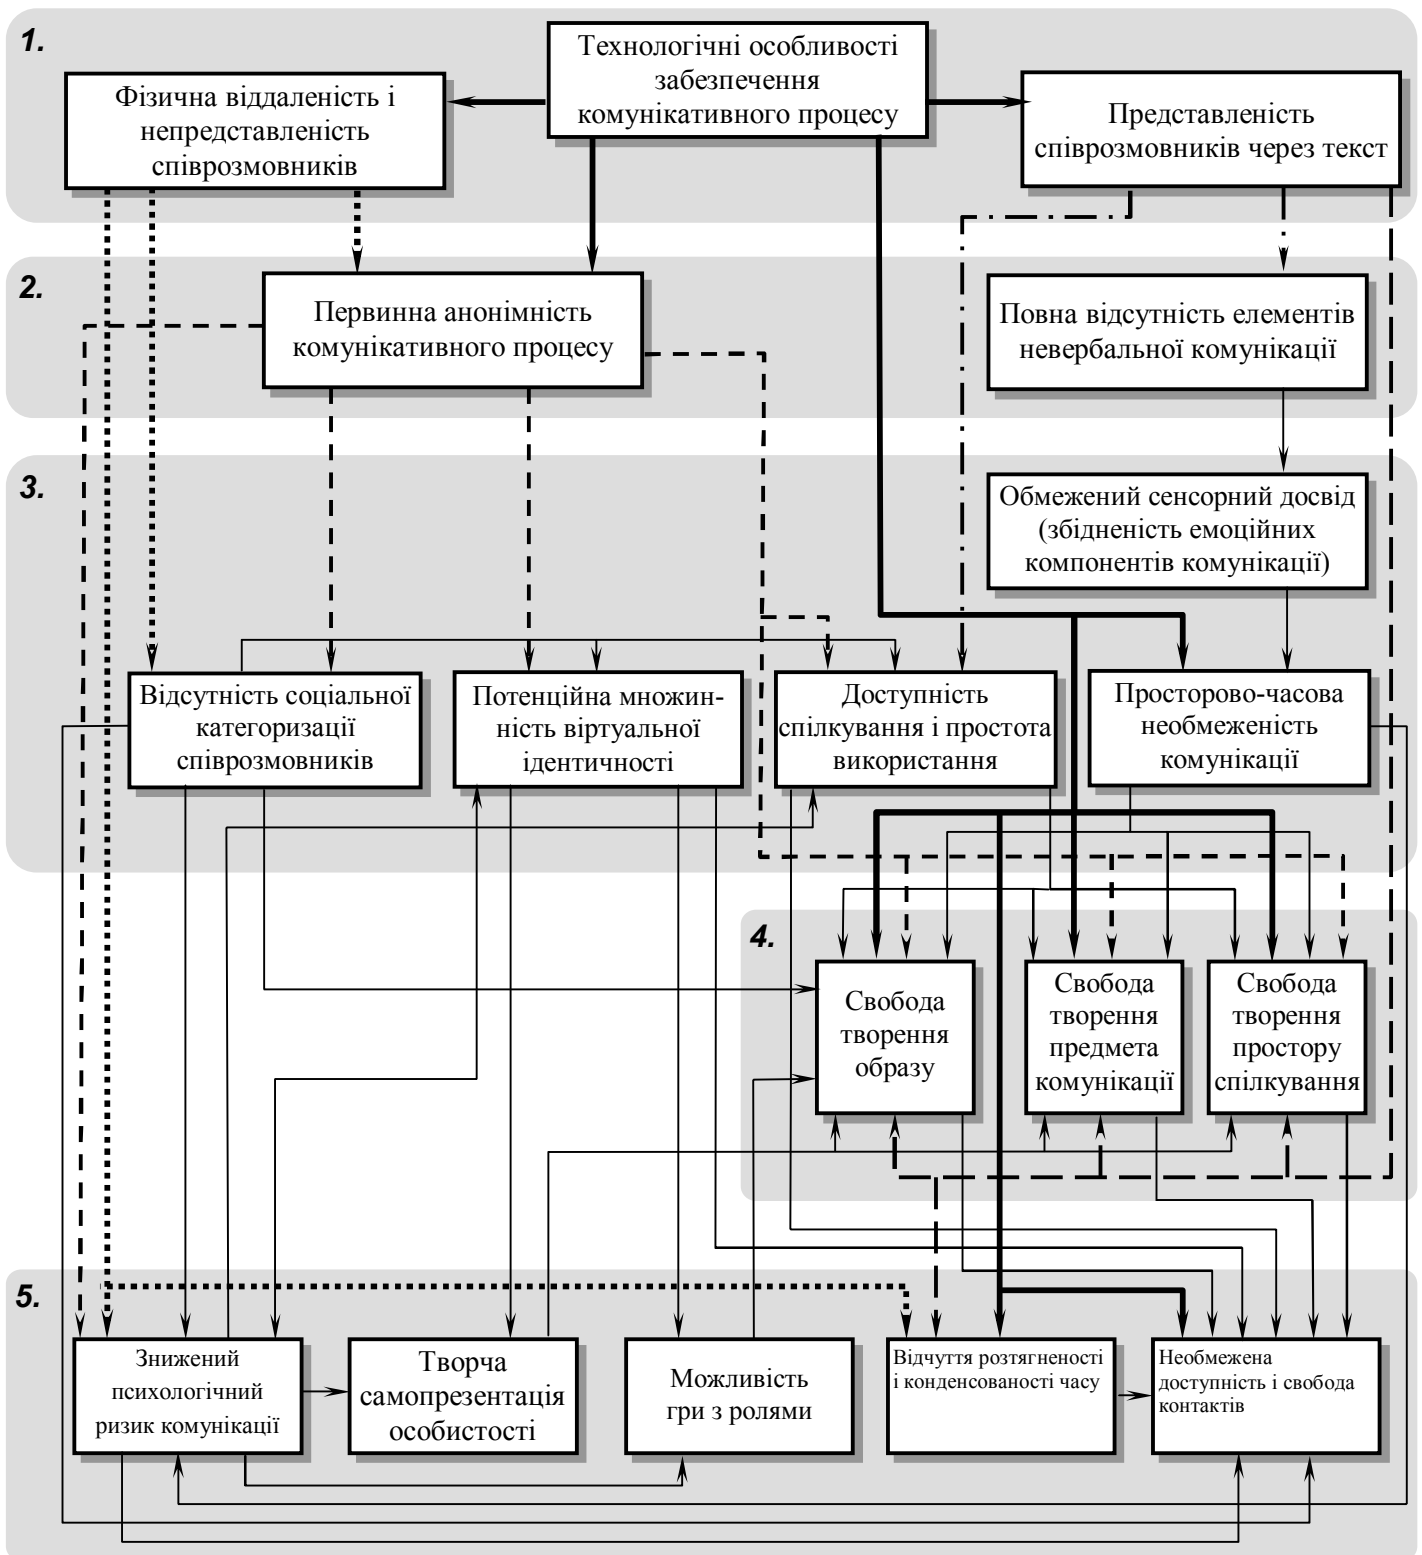 1.
Технологічні особливості
забезпечення
комунікативного процесу
Фізична віддаленість і
непредставленість
співрозмовників
Представленість
співрозмовників через текст
2.
Первинна анонімність
комунікативного процесу
Повна відсутність елементів
невербальної комунікації
3.
Обмежений сенсорний досвід
(збідненість емоційних
компонентів комунікації)
Відсутність соціальної
категоризації
співрозмовників
Потенційна множин-
ність віртуальної
ідентичності
Доступність
спілкування і простота
використання
Просторово-часова
необмеженість
комунікації
4.
Свобода
творення
образу
Свобода
творення
предмета
комунікації
Свобода
творення
простору
спілкування
5.
Знижений
психологічний
ризик комунікації
Творча
самопрезентація
особистості
Можливість
гри з ролями
Відчуття розтягнености
і конденсованості часу
Необмежена
доступність і свобода
контактів